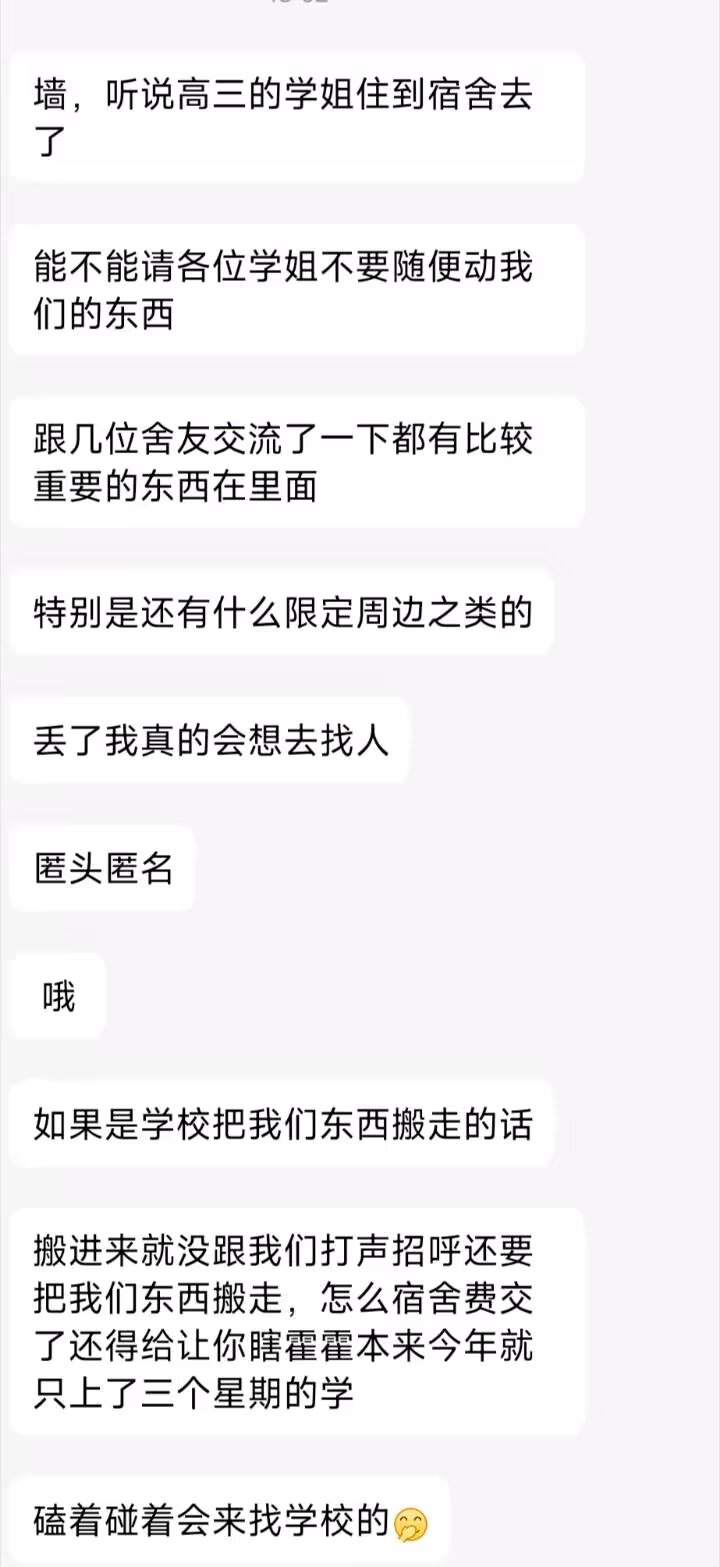 墙，听说高三的学姐住到宿舍去
了
能不能请各位学姐不要随便动我
们的东西
跟几位舍友交流了一下都有比较
重要的东西在里面
特别是还有什么限定周边之类的
丢了我真的会想去找人
匿头匿名
哦
如果是学校把我们东西搬走的话
搬进来就没跟我们打声招呼还要
把我们东西搬走，怎么宿舍费交
了还得给让你瞎霍霍本来今年就
只上了三个星期的学
磕着碰着会来找学校的🤭